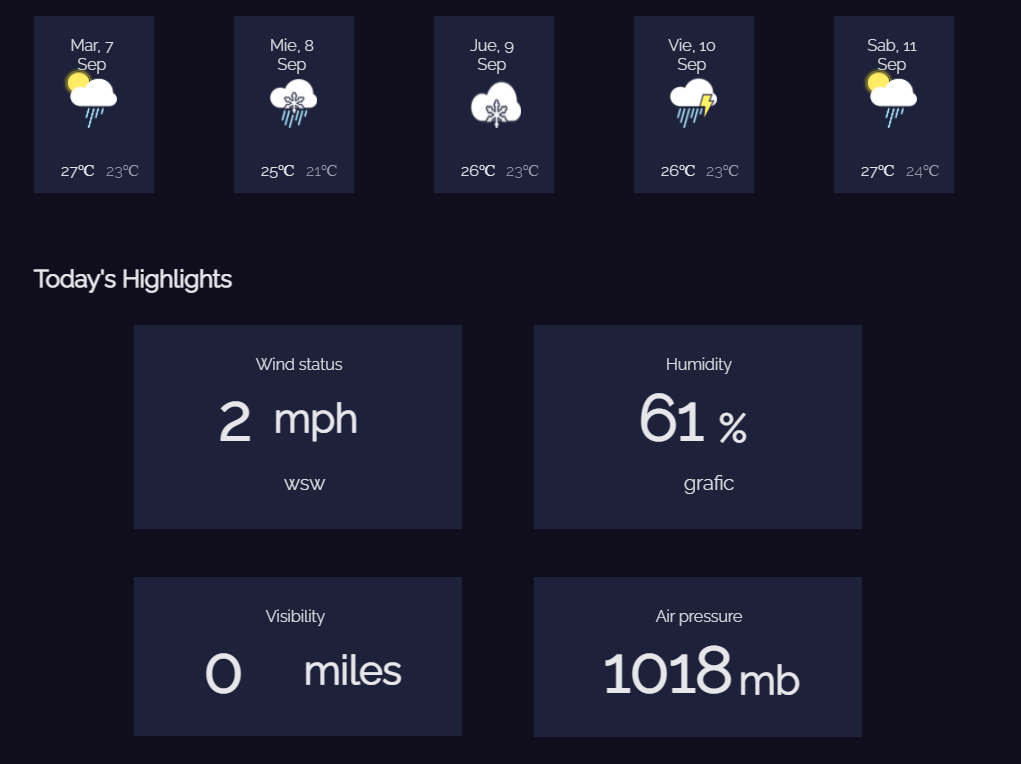 Mar, 7
Sep
27℃ 23℃
Mie, 8
Sep
25℃ 21℃
Jue, 9
Sep
26℃ 23℃
Vie, 10
Sep
26℃ 23℃
Sab, 11
Sep
27℃ 24℃
Today's Highlights
Wind status
2 mph
wsw
Humidity
61 %
grafic
Visibility
0 miles
Air pressure
1018 mb